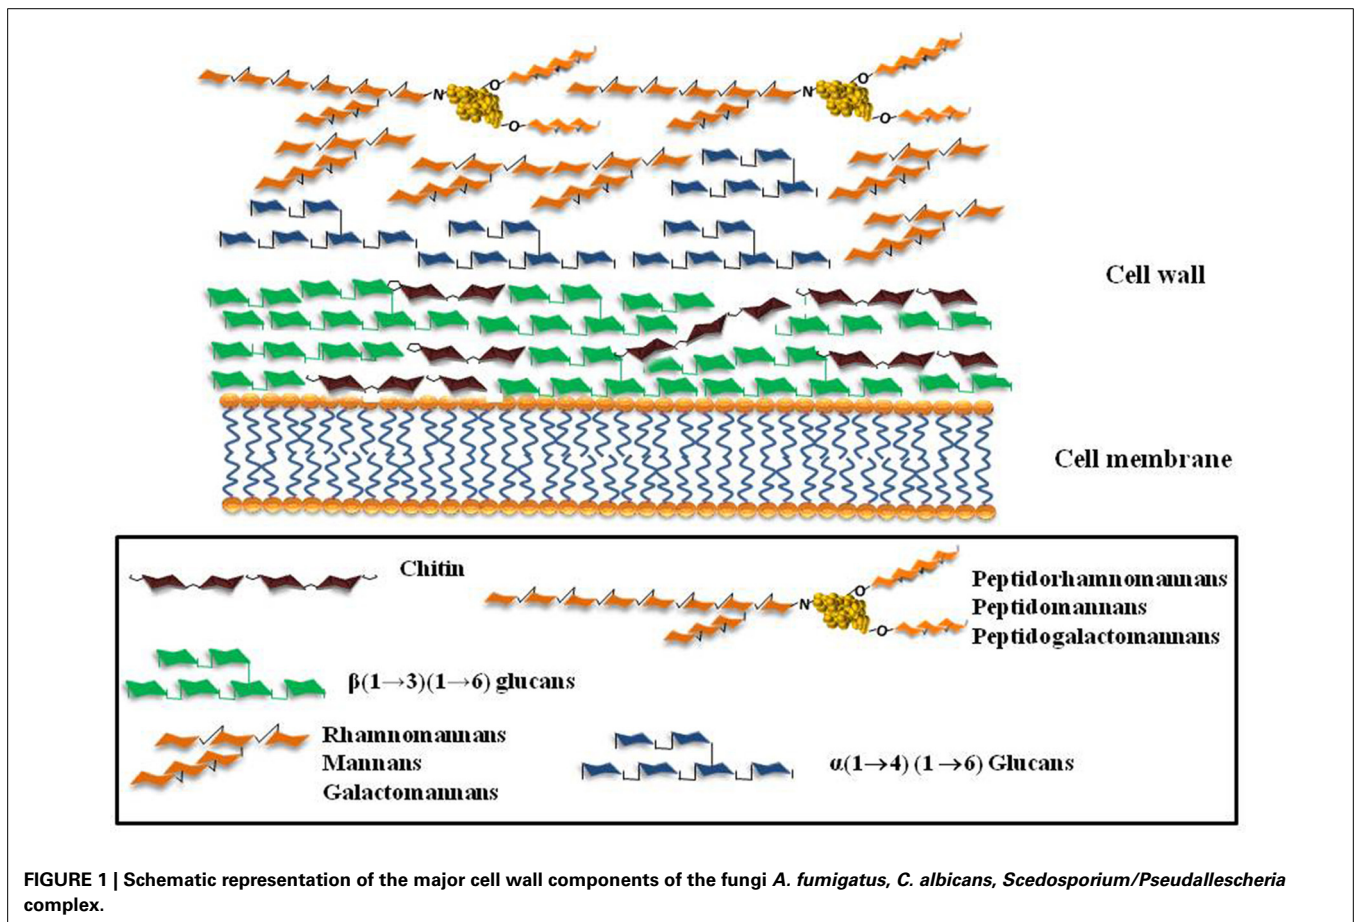 N
O
O
N
O
O
Cell wall
Cell membrane
Chitin
N
O
O
Peptidorhamnomannans
Peptidomannans
Peptidogalactomannans
β(1→3)(1→6) glucans
Rhamnomannans
Mannans
Galactomannans
α(1→4) (1→6) Glucans
FIGURE 1 | Schematic representation of the major cell wall components of the fungi A. fumigatus, C. albicans, Scedosporium/Pseudallescheria
complex.